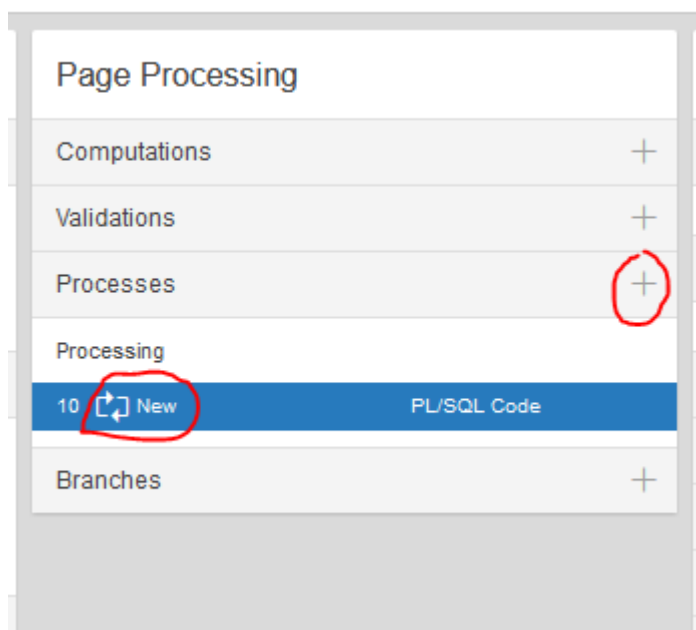 Page Processing
Computations
Validations
Processes
Processing
10 New PL/SQL Code
Branches